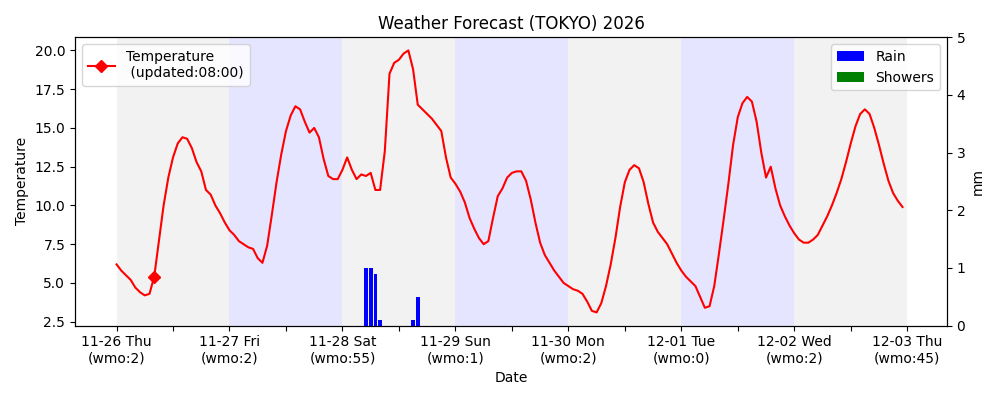 Weather Forecast (TOKYO) 2026
Temperature
(updated:08:00)
Rain
Showers
20.0
17.5
15.0
12.5
10.0
7.5
5.0
2.5
Temperature
5
4
3
2
1
0
mm
11-26 Thu
(wmo:2)
11-27 Fri
(wmo:2)
11-28 Sat
(wmo:55)
11-29 Sun
(wmo:1)
11-30 Mon
(wmo:2)
12-01 Tue
(wmo:0)
12-02 Wed
(wmo:2)
12-03 Thu
(wmo:45)
Date